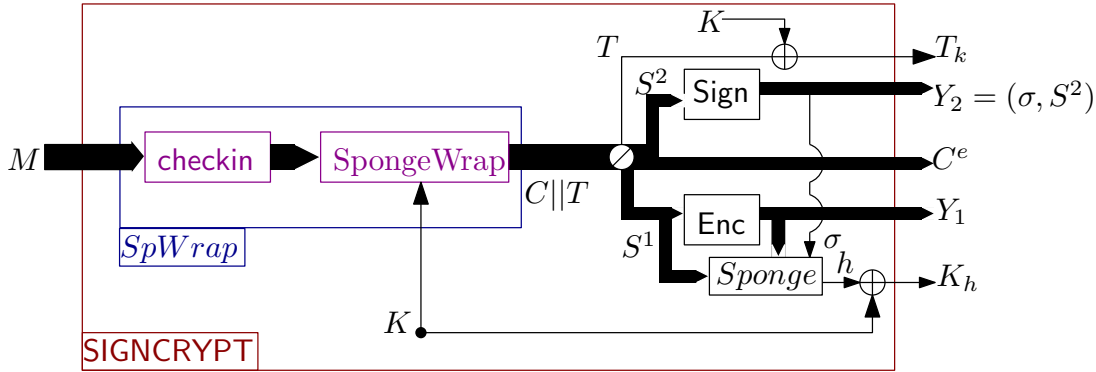 K
T
T_k
S^2
Sign
Y_2 = (σ, S^2)
M
checkin
SpongeWrap
C^e
C||T
Enc
Y_1
SpWrap
S^1
σ
Sponge
h
K_h
K
SIGNCRYPT